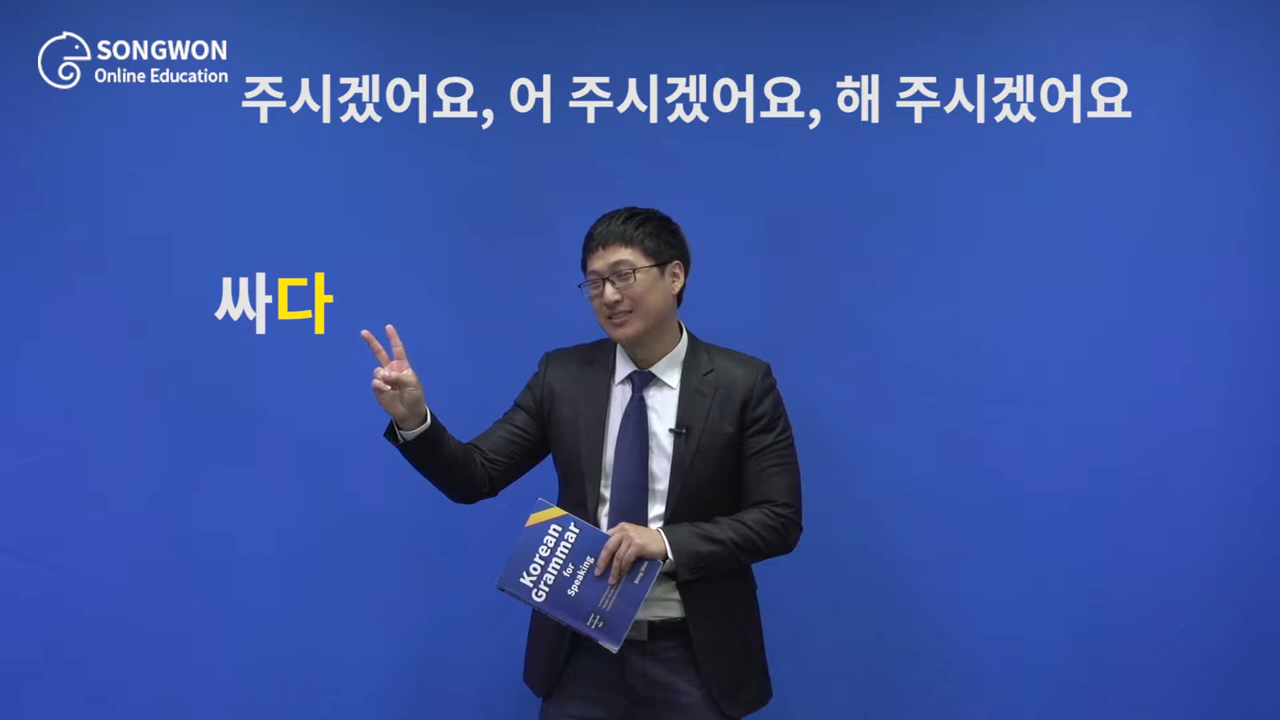 SONGWON
Online Education
주시겠어요, 어 주시겠어요, 해 주시겠어요
싸다
Korean
Grammar
for
Speaking